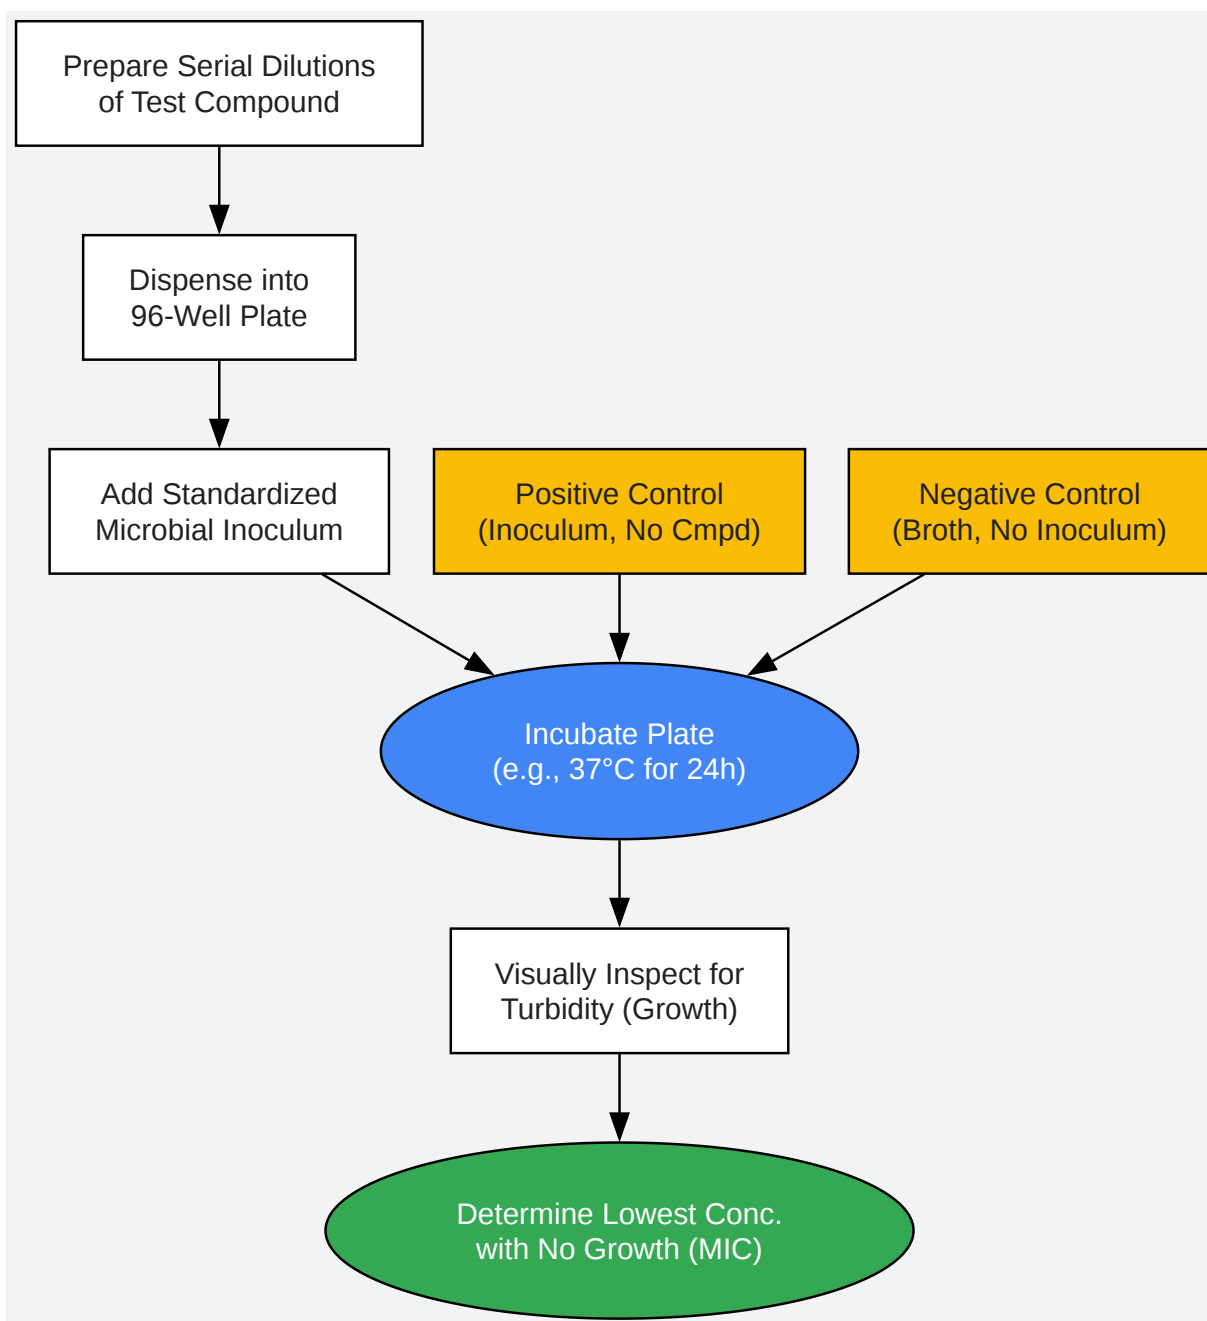 Prepare Serial Dilutions
of Test Compound
Dispense into
96-Well Plate
Add Standardized
Microbial Inoculum
Positive Control
(Inoculum, No Cmpd)
Negative Control
(Broth, No Inoculum)
Incubate Plate
(e.g., 37°C for 24h)
Visually Inspect for
Turbidity (Growth)
Determine Lowest Conc.
with No Growth (MIC)